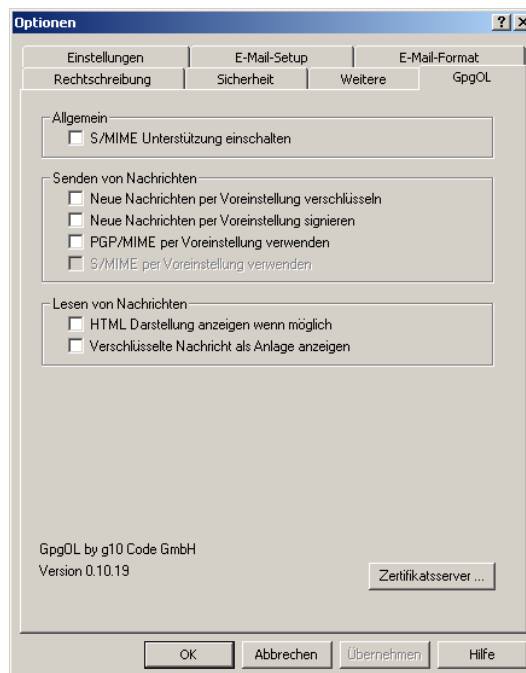 Optionen
Einstellungen
E-Mail-Setup
E-Mail-Format
Rechtschreibung
Sicherheit
Weitere
GpgOL
Allgemein
S/MIME Unterstützung einschalten
Senden von Nachrichten
Neue Nachrichten per Voreinstellung verschlüsseln
Neue Nachrichten per Voreinstellung signieren
PGP/MIME per Voreinstellung verwenden
S/MIME per Voreinstellung verwenden
Lesen von Nachrichten
HTML Darstellung anzeigen wenn möglich
Verschlüsselte Nachricht als Anlage anzeigen
GpgOL by g10 Code GmbH
Version 0.10.19
Zertifikatsserver ...
OK
Abbrechen
Übernehmen
Hilfe